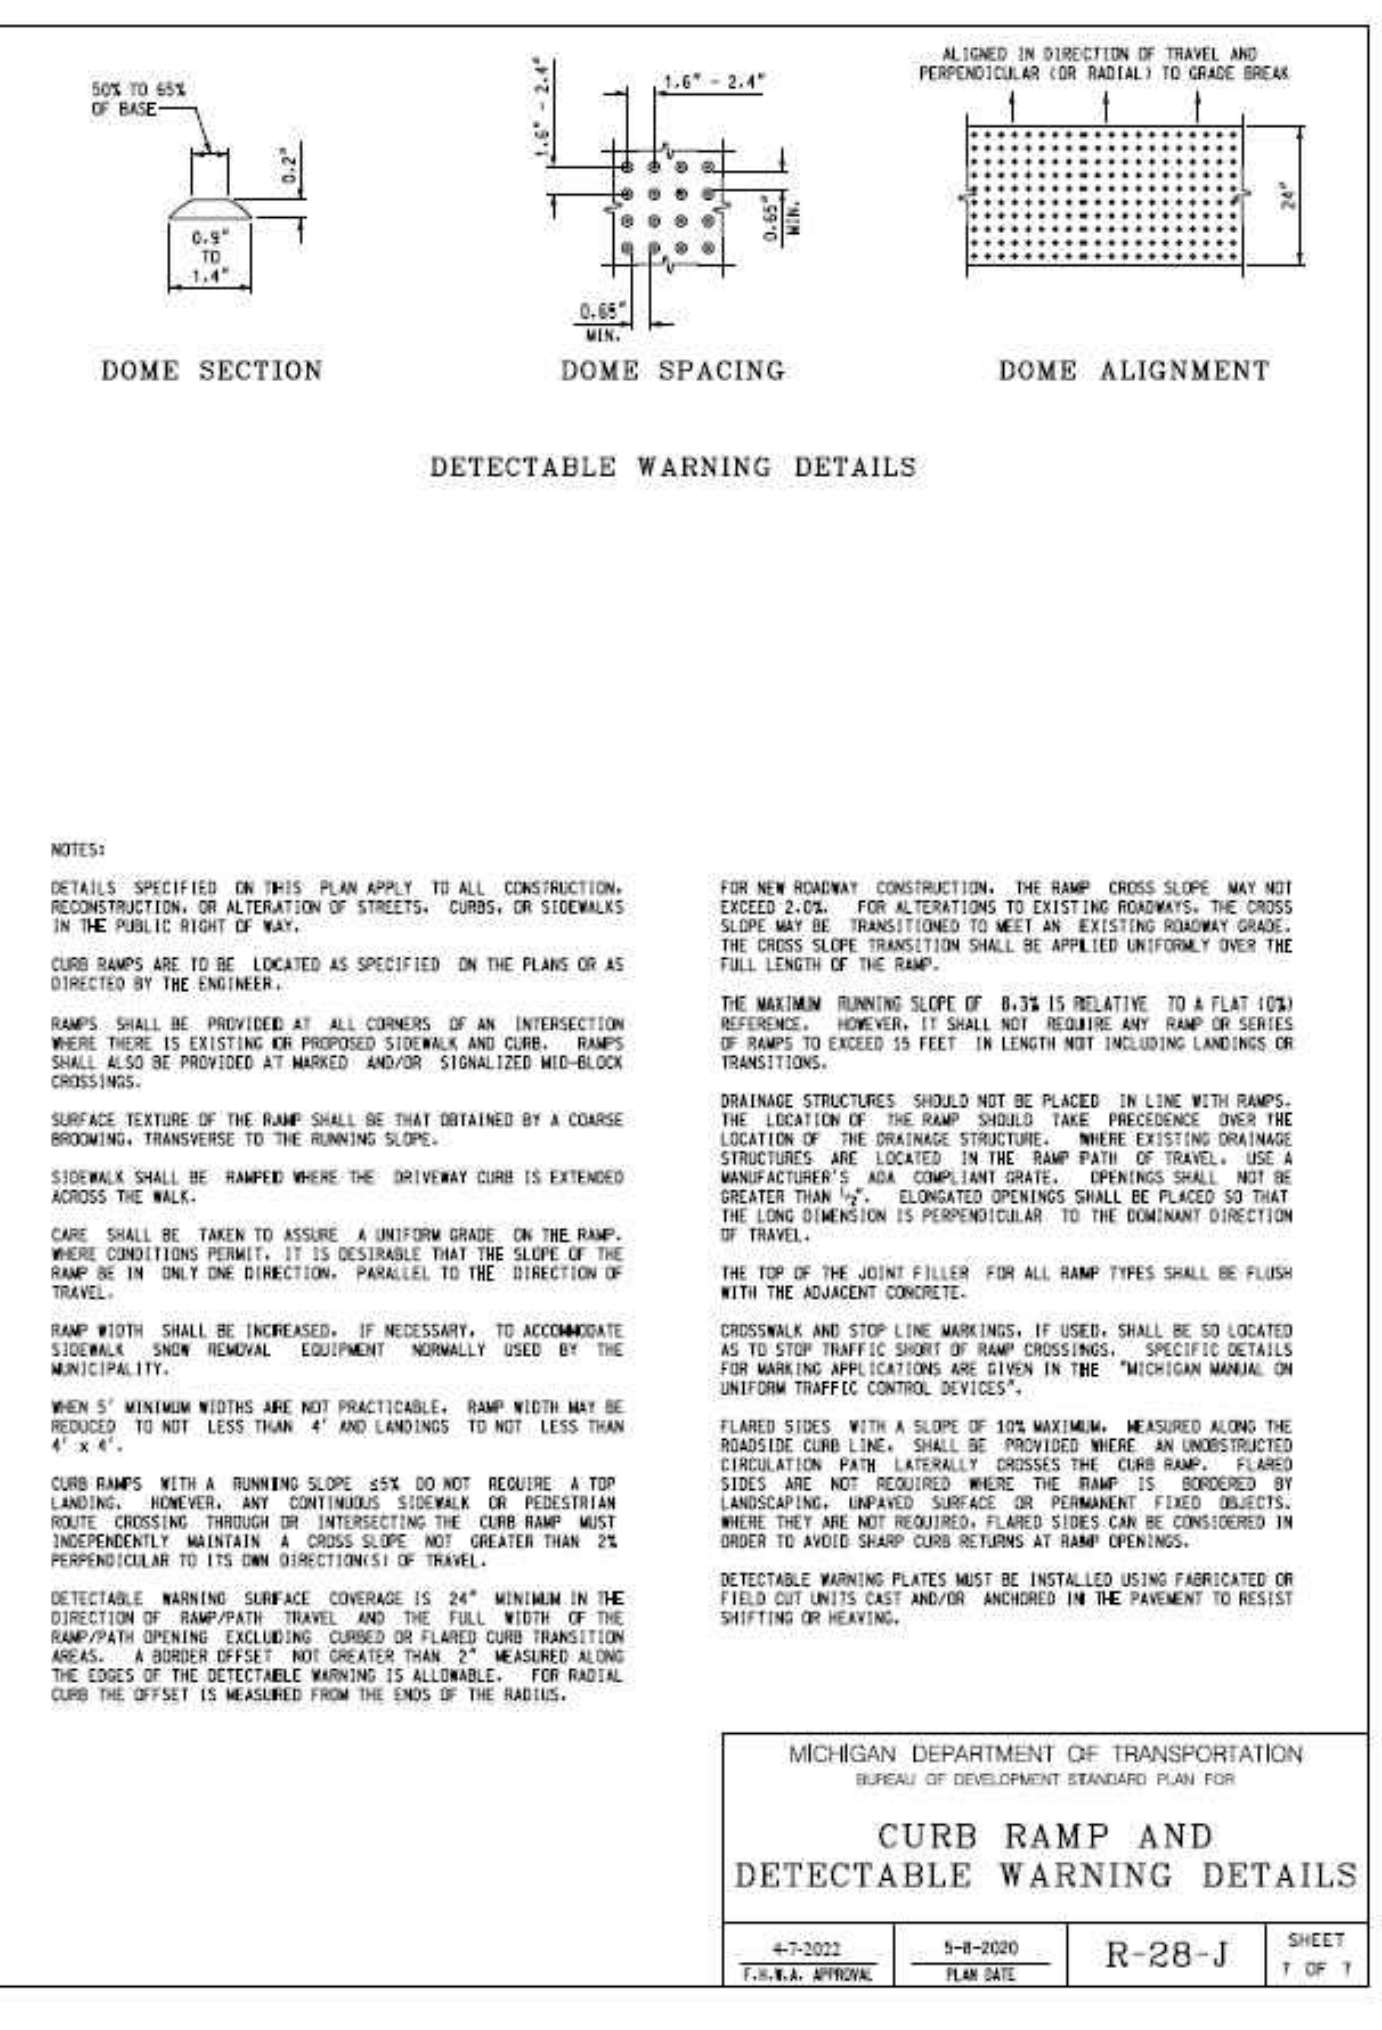 50% TO 65%
OF BASE
0.2"
0.9"
TO
1.4"
DOME SECTION
1.6" - 2.4"
1.6" - 2.4"
0.65"
MIN.
0.65"
MIN.
DOME SPACING
ALIGNED IN DIRECTION OF TRAVEL AND
PERPENDICULAR (OR RADIAL) TO GRADE BREAK
24"
DOME ALIGNMENT
DETECTABLE WARNING DETAILS
NOTES:
DETAILS SPECIFIED ON THIS PLAN APPLY TO ALL CONSTRUCTION,
RECONSTRUCTION, OR ALTERATION OF STREETS, CURBS, OR SIDEWALKS
IN THE PUBLIC RIGHT OF WAY.
CURB RAMPS ARE TO BE LOCATED AS SPECIFIED ON THE PLANS OR AS
DIRECTED BY THE ENGINEER.
RAMPS SHALL BE PROVIDED AT ALL CORNERS OF AN INTERSECTION
WHERE THERE IS EXISTING OR PROPOSED SIDEWALK AND CURB. RAMPS
SHALL ALSO BE PROVIDED AT MARKED AND/OR SIGNALIZED MID-BLOCK
CROSSINGS.
SURFACE TEXTURE OF THE RAMP SHALL BE THAT OBTAINED BY A COARSE
BROOMING, TRANSVERSE TO THE RUNNING SLOPE.
SIDEWALK SHALL BE RAMPED WHERE THE DRIVEWAY CURB IS EXTENDED
ACROSS THE WALK.
CARE SHALL BE TAKEN TO ASSURE A UNIFORM GRADE ON THE RAMP.
WHERE CONDITIONS PERMIT, IT IS DESIRABLE THAT THE SLOPE OF THE
RAMP BE IN ONLY ONE DIRECTION, PARALLEL TO THE DIRECTION OF
TRAVEL.
RAMP WIDTH SHALL BE INCREASED, IF NECESSARY, TO ACCOMMODATE
SIDEWALK SNOW REMOVAL EQUIPMENT NORMALLY USED BY THE
MUNICIPALITY.
WHEN 5' MINIMUM WIDTHS ARE NOT PRACTICABLE, RAMP WIDTH MAY BE
REDUCED TO NOT LESS THAN 4' AND LANDINGS TO NOT LESS THAN
4' x 4'.
CURB RAMPS WITH A RUNNING SLOPE ≤5% DO NOT REQUIRE A TOP
LANDING. HOWEVER, ANY CONTINUOUS SIDEWALK OR PEDESTRIAN
ROUTE CROSSING THROUGH OR INTERSECTING THE CURB RAMP MUST
INDEPENDENTLY MAINTAIN A CROSS SLOPE NOT GREATER THAN 2%
PERPENDICULAR TO ITS OWN DIRECTION(S) OF TRAVEL.
DETECTABLE WARNING SURFACE COVERAGE IS 24" MINIMUM IN THE
DIRECTION OF RAMP/PATH TRAVEL AND THE FULL WIDTH OF THE
RAMP/PATH OPENING EXCLUDING CURBED OR FLARED CURB TRANSITION
AREAS. A BORDER OFFSET NOT GREATER THAN 2" MEASURED ALONG
THE EDGES OF THE DETECTABLE WARNING IS ALLOWABLE. FOR RADIAL
CURB THE OFFSET IS MEASURED FROM THE ENDS OF THE RADIUS.
FOR NEW ROADWAY CONSTRUCTION, THE RAMP CROSS SLOPE MAY NOT
EXCEED 2.0%. FOR ALTERATIONS TO EXISTING ROADWAYS, THE CROSS
SLOPE MAY BE TRANSITIONED TO MEET AN EXISTING ROADWAY GRADE.
THE CROSS SLOPE TRANSITION SHALL BE APPLIED UNIFORMLY OVER THE
FULL LENGTH OF THE RAMP.
THE MAXIMUM RUNNING SLOPE OF 8.3% IS RELATIVE TO A FLAT (0%)
REFERENCE. HOWEVER, IT SHALL NOT REQUIRE ANY RAMP OR SERIES
OF RAMPS TO EXCEED 15 FEET IN LENGTH NOT INCLUDING LANDINGS OR
TRANSITIONS.
DRAINAGE STRUCTURES SHOULD NOT BE PLACED IN LINE WITH RAMPS.
THE LOCATION OF THE RAMP SHOULD TAKE PRECEDENCE OVER THE
LOCATION OF THE DRAINAGE STRUCTURE. WHERE EXISTING DRAINAGE
STRUCTURES ARE LOCATED IN THE RAMP PATH OF TRAVEL, USE A
MANUFACTURER'S ADA COMPLIANT GRATE. OPENINGS SHALL NOT BE
GREATER THAN ½". ELONGATED OPENINGS SHALL BE PLACED SO THAT
THE LONG DIMENSION IS PERPENDICULAR TO THE DOMINANT DIRECTION
OF TRAVEL.
THE TOP OF THE JOINT FILLER FOR ALL RAMP TYPES SHALL BE FLUSH
WITH THE ADJACENT CONCRETE.
CROSSWALK AND STOP LINE MARKINGS, IF USED, SHALL BE SO LOCATED
AS TO STOP TRAFFIC SHORT OF RAMP CROSSINGS. SPECIFIC DETAILS
FOR MARKING APPLICATIONS ARE GIVEN IN THE "MICHIGAN MANUAL ON
UNIFORM TRAFFIC CONTROL DEVICES".
FLARED SIDES WITH A SLOPE OF 10% MAXIMUM, MEASURED ALONG THE
ROADSIDE CURB LINE, SHALL BE PROVIDED WHERE AN UNOBSTRUCTED
CIRCULATION PATH LATERALLY CROSSES THE CURB RAMP. FLARED
SIDES ARE NOT REQUIRED WHERE THE RAMP IS BORDERED BY
LANDSCAPING, UNPAVED SURFACE OR PERMANENT FIXED OBJECTS.
WHERE THEY ARE NOT REQUIRED, FLARED SIDES CAN BE CONSIDERED IN
ORDER TO AVOID SHARP CURB RETURNS AT RAMP OPENINGS.
DETECTABLE WARNING PLATES MUST BE INSTALLED USING FABRICATED OR
FIELD CUT UNITS CAST AND/OR ANCHORED IN THE PAVEMENT TO RESIST
SHIFTING OR HEAVING.
MICHIGAN DEPARTMENT OF TRANSPORTATION
BUREAU OF DEVELOPMENT STANDARD PLAN FOR
CURB RAMP AND
DETECTABLE WARNING DETAILS
4-7-2022
F.H.W.A. APPROVAL
5-8-2020
PLAN DATE
R-28-J
SHEET
7 OF 7